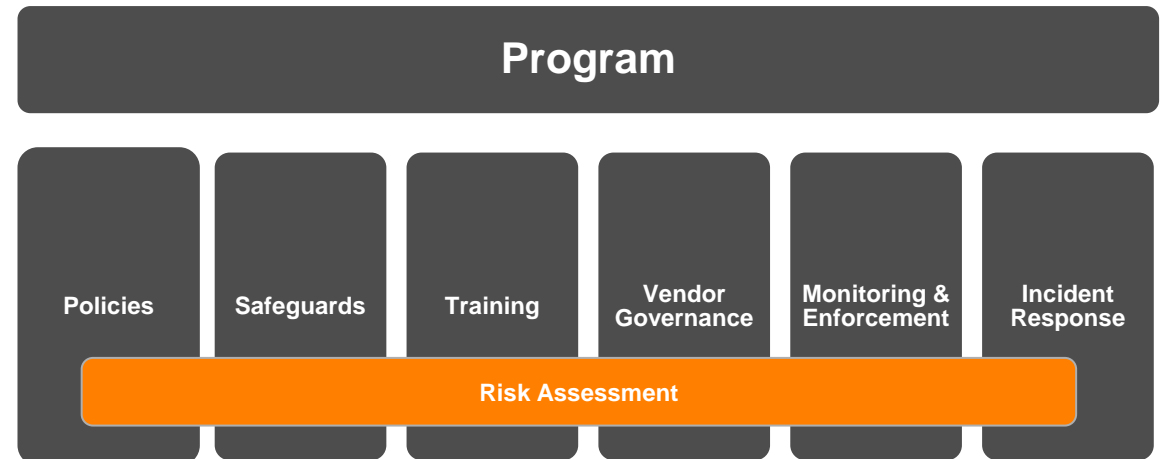 Program
Policies
Safeguards
Training
Vendor
Governance
Monitoring &
Enforcement
Incident
Response
Risk Assessment